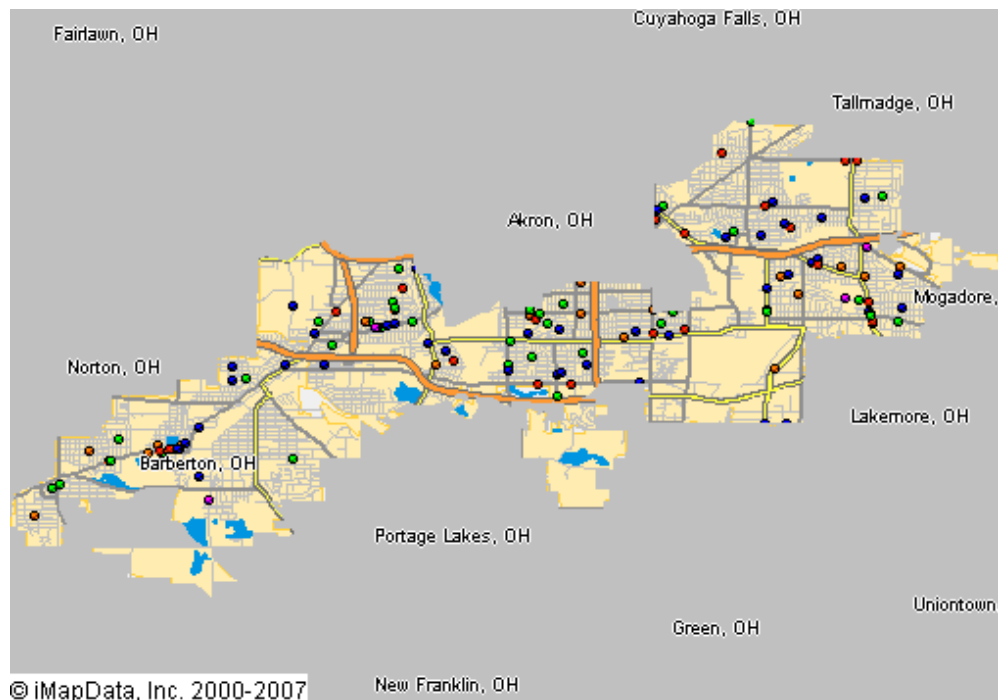 Cuyahoga Falls, OH
Fairlawn, OH
Tallmadge, OH
Akron, OH
Mogadore,
Norton, OH
Lakemore, OH
Barberton, OH
Portage Lakes, OH
Uniontown,
Green, OH
New Franklin, OH
© iMapData, Inc. 2000-2007